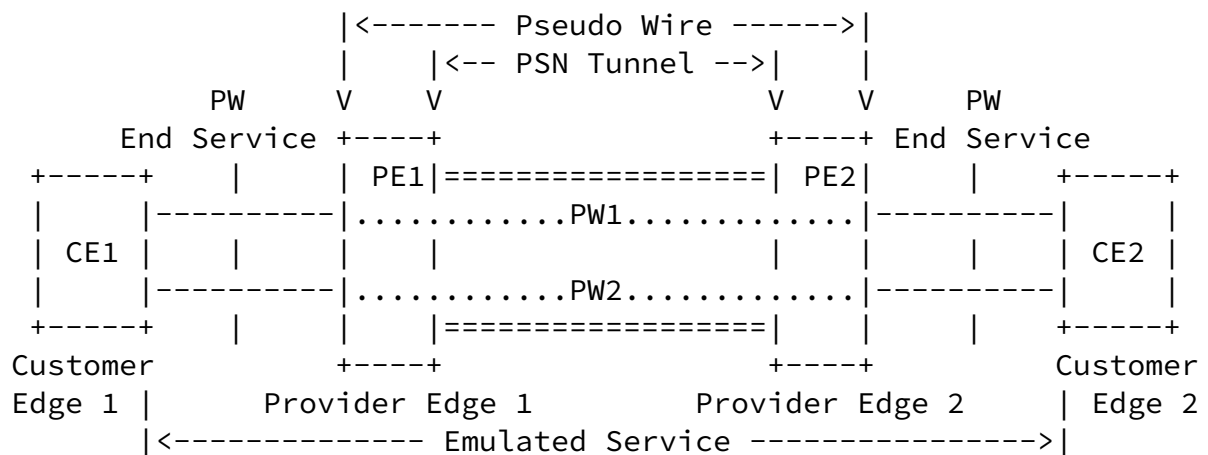 |<------- Pseudo Wire ------>|
|    |<-- PSN Tunnel -->|    |
PW    V    V                  V    V    PW
End Service +----+                  +----+ End Service
+-----+    |    | PE1|==================| PE2|    |    +-----+
|     |----------|............PW1.............|----------|     |
| CE1 |    |    |    |                  |    |    |    | CE2 |
|     |----------|............PW2.............|----------|     |
+-----+    |    |    |==================|    |    |    +-----+
Customer        +----+                  +----+        Customer
Edge 1 |     Provider Edge 1        Provider Edge 2     | Edge 2
|<-------------- Emulated Service ---------------->|